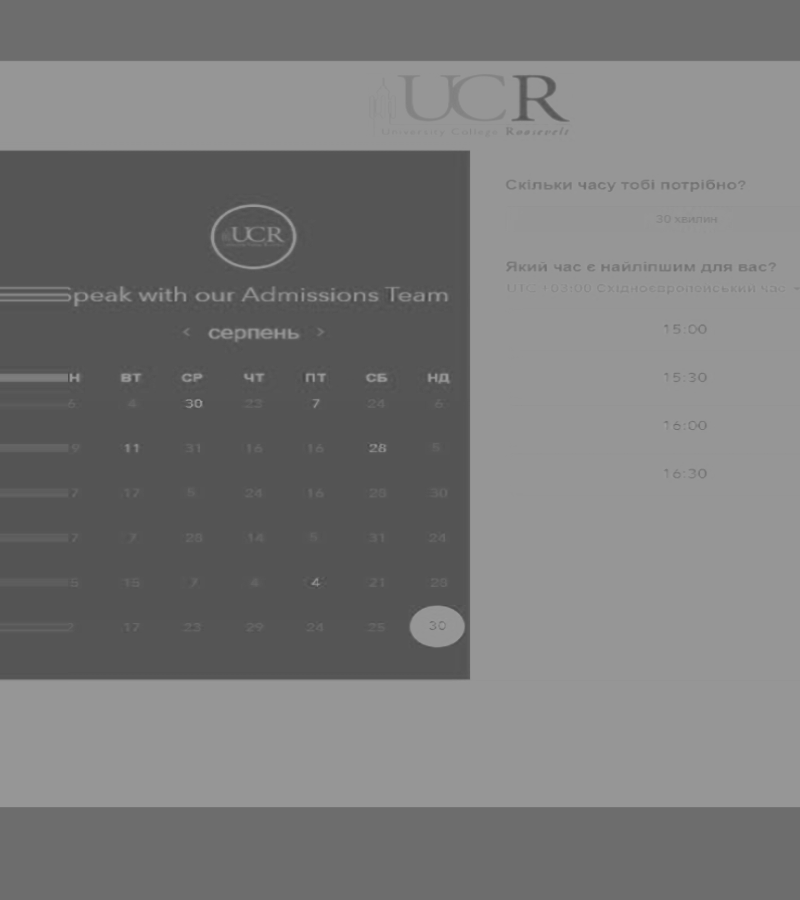 UCR
University College Roosevelt
UCR
peak with our Admissions Team
‹ серпень ›
Н ВТ СР ЧТ ПТ СБ НД
6 4 30 23 7 24 6
9 11 31 16 16 28 5
7 17 5 24 16 28 30
7 7 28 14 5 31 24
5 15 7 4 4 21 28
2 17 23 29 24 25 30
Скільки часу тобі потрібно?
30 хвилин
Який час є найліпшим для вас?
UTC +03:00 Східноєвропейський час
15:00
15:30
16:00
16:30